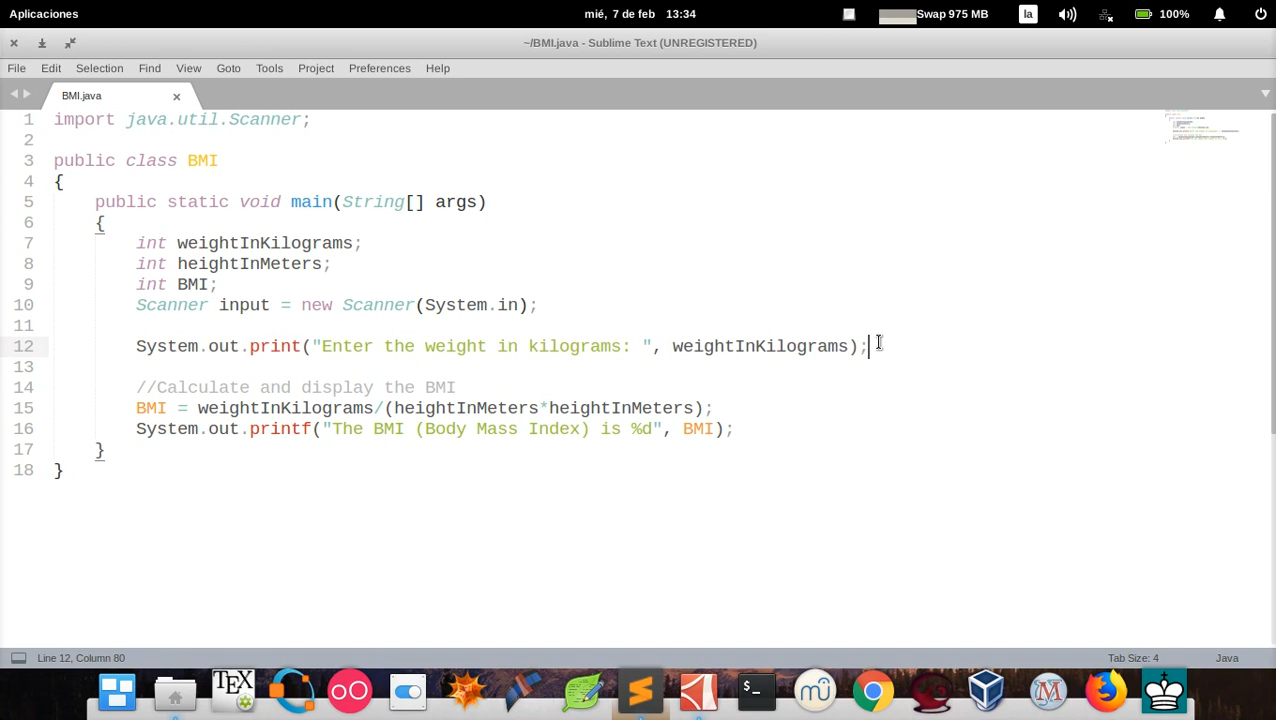 Aplicaciones mié, 7 de feb 13:34 Swap 975 MB la 100%
~/BMI.java - Sublime Text (UNREGISTERED)
File Edit Selection Find View Goto Tools Project Preferences Help
BMI.java
1 import java.util.Scanner;
2
3 public class BMI
4 {
5     public static void main(String[] args)
6     {
7         int weightInKilograms;
8         int heightInMeters;
9         int BMI;
10         Scanner input = new Scanner(System.in);
11
12         System.out.print("Enter the weight in kilograms: ", weightInKilograms);
13
14         //Calculate and display the BMI
15         BMI = weightInKilograms/(heightInMeters*heightInMeters);
16         System.out.printf("The BMI (Body Mass Index) is %d", BMI);
17     }
18 }
Line 12, Column 80 Tab Size: 4 Java
TEX >_ mu M